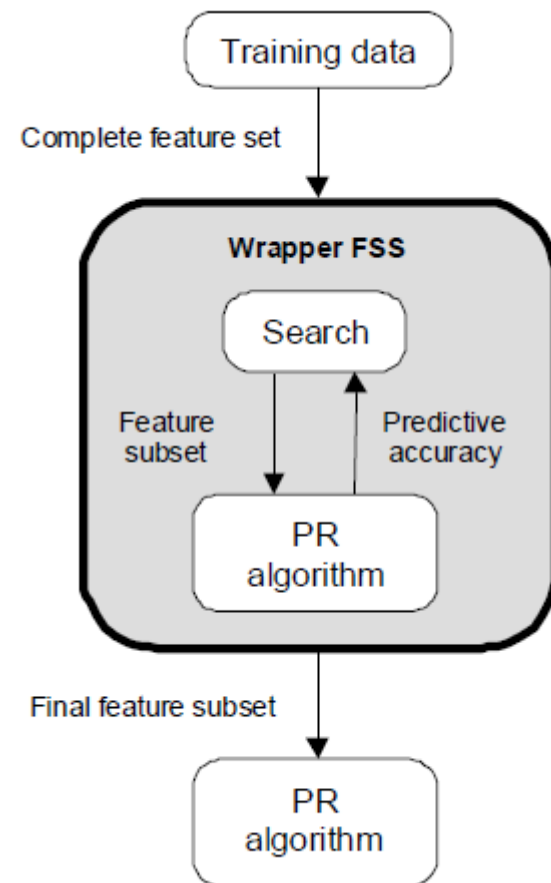 Training data
Complete feature set
Wrapper FSS
Search
Feature
subset
Predictive
accuracy
PR
algorithm
Final feature subset
PR
algorithm